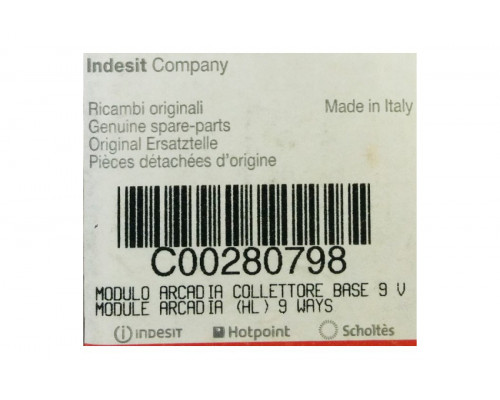 Indesit Company
Ricambi originali Made in Italy
Genuine spare-parts
Original Ersatzteile
Pièces détachées d'origine
C00280798
MODULO ARCADIA COLLETTORE BASE 9 V
MODULE ARCADIA (HL) 9 WAYS
INDESIT Hotpoint Scholtès